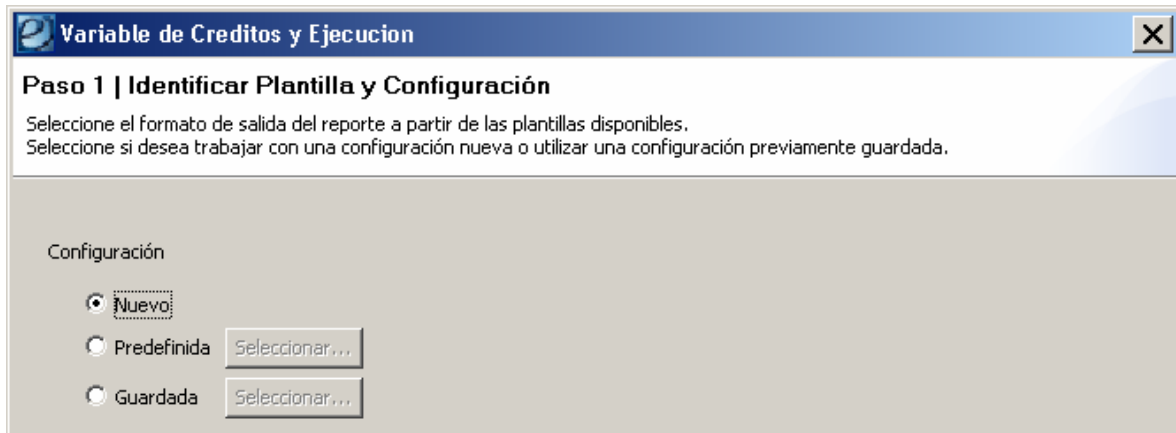 Variable de Creditos y Ejecucion
Paso 1 | Identificar Plantilla y Configuración
Seleccione el formato de salida del reporte a partir de las plantillas disponibles.
Seleccione si desea trabajar con una configuración nueva o utilizar una configuración previamente guardada.
Configuración
Nuevo
Predefinida Seleccionar...
Guardada Seleccionar...